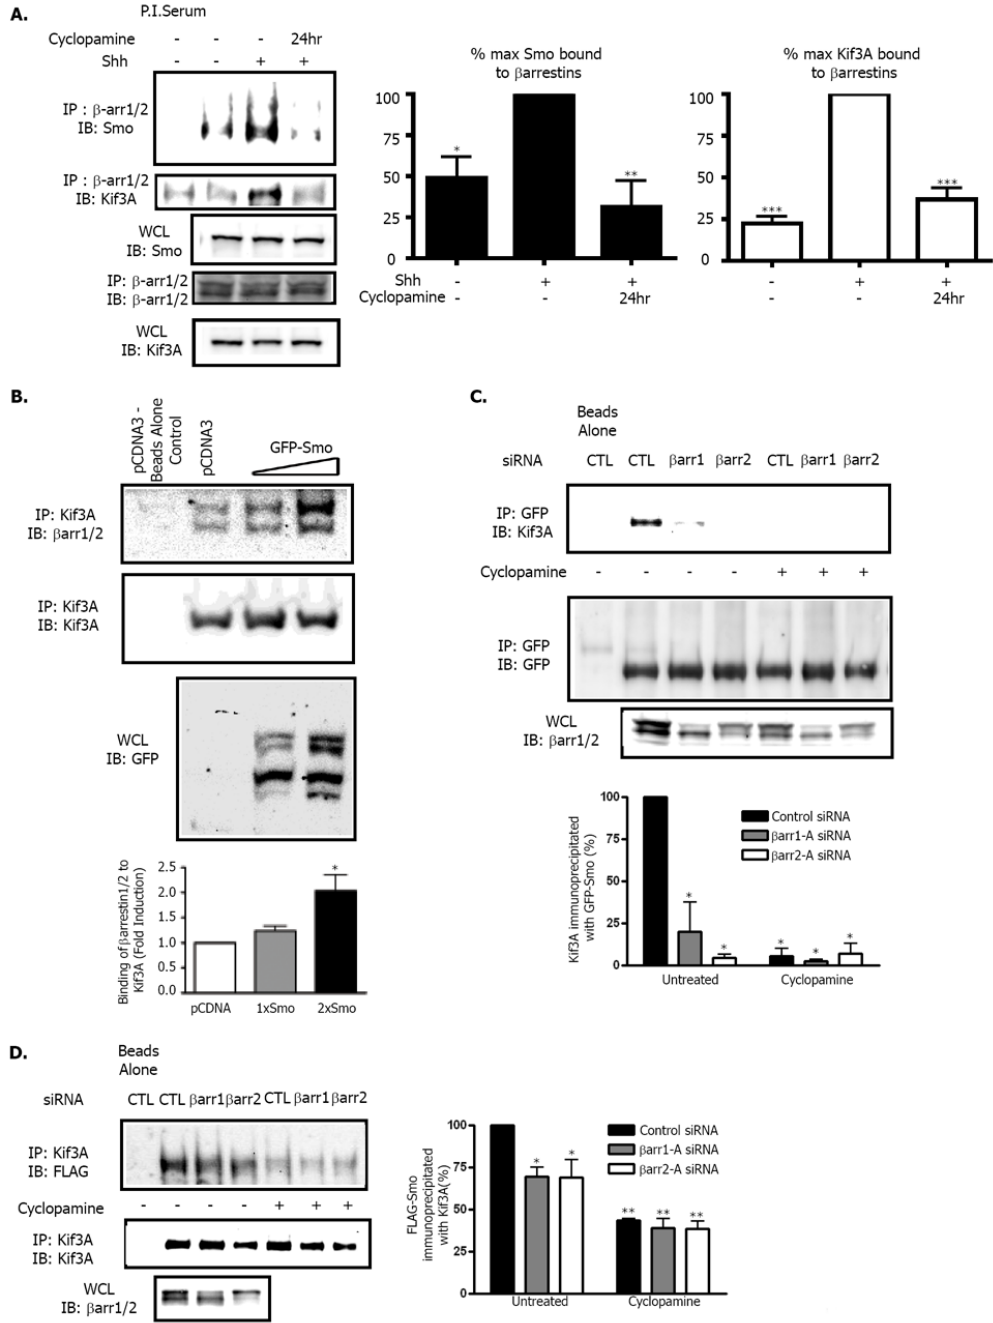 A.
P.I.Serum
Cyclopamine - - - 24hr
Shh - - + +
IP : β-arr1/2
IB: Smo
IP : β-arr1/2
IB: Kif3A
WCL
IB: Smo
IP: β-arr1/2
IB: β-arr1/2
WCL
IB: Kif3A
% max Smo bound
to βarrestins
100
75
50
25
0
*
**
Shh - + +
Cyclopamine - - 24hr
% max Kif3A bound
to βarrestins
100
75
50
25
0
***
***
- + +
- - 24hr
B.
pCDNA3 -
Beads Alone
Control
pCDNA3
GFP-Smo
IP: Kif3A
IB: βarr1/2
IP: Kif3A
IB: Kif3A
WCL
IB: GFP
Binding of βarrestin1/2 to
Kif3A (Fold Induction)
2.5
2.0
1.5
1.0
0.5
0.0
*
pCDNA 1xSmo 2xSmo
C.
Beads
Alone
siRNA CTL CTL βarr1 βarr2 CTL βarr1 βarr2
IP: GFP
IB: Kif3A
Cyclopamine - - - - + + +
IP: GFP
IB: GFP
WCL
IB: βarr1/2
Kif3A immunoprecipitated
with GFP-Smo (%)
100
75
50
25
0
Control siRNA
βarr1-A siRNA
βarr2-A siRNA
* * * * *
Untreated Cyclopamine
D.
Beads
Alone
siRNA CTL CTL βarr1 βarr2 CTL βarr1 βarr2
IP: Kif3A
IB: FLAG
Cyclopamine - - - - + + +
IP: Kif3A
IB: Kif3A
WCL
IB: βarr1/2
FLAG-Smo
immunoprecipitated
with Kif3A(%)
100
75
50
25
0
Control siRNA
βarr1-A siRNA
βarr2-A siRNA
* * ** ** **
Untreated Cyclopamine